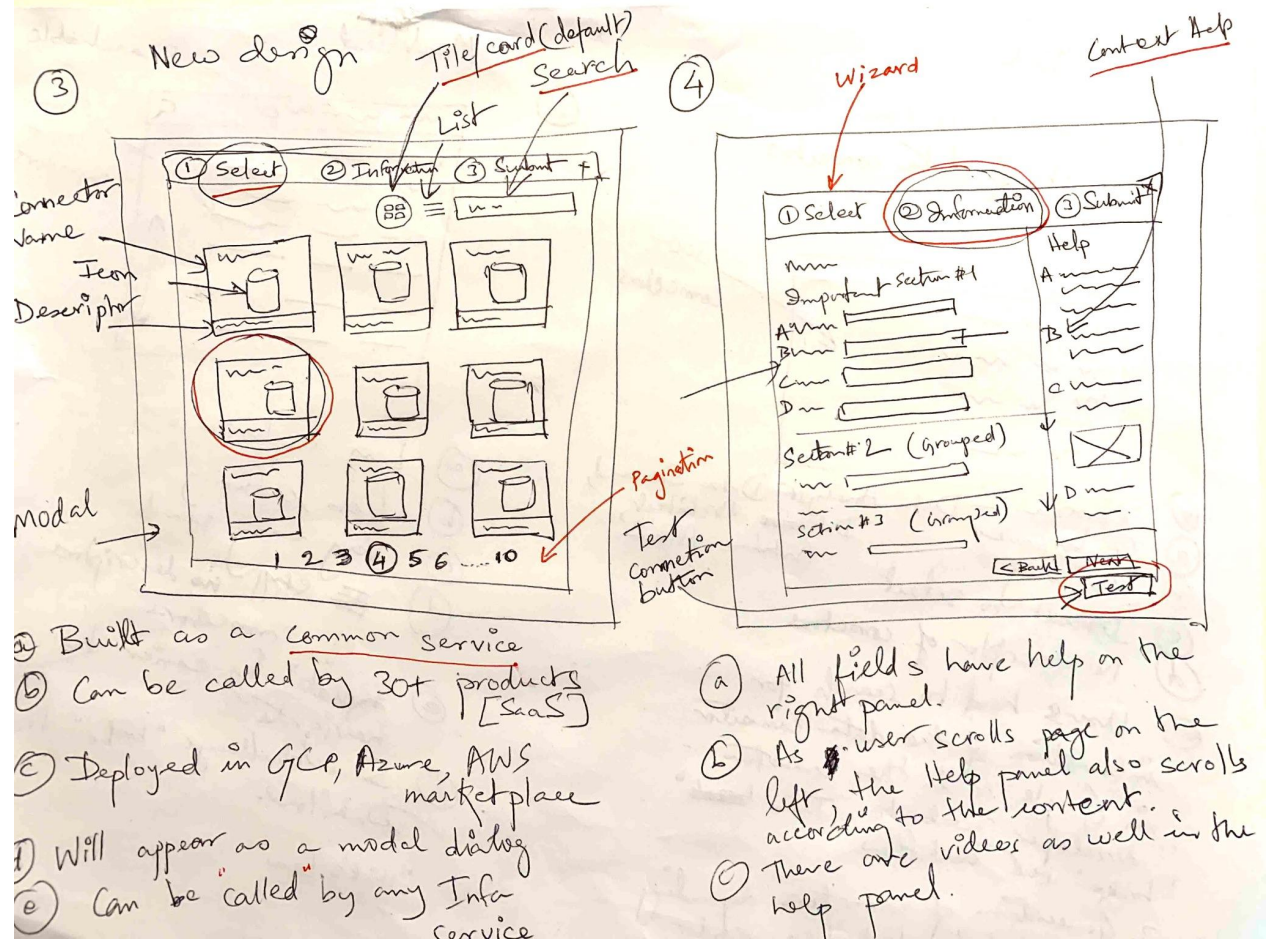 New design
3
Tile/card (default)
Search
List
1 Select 2 Information 3 Submit x
onnector
Name
Icon
Descriptn
Modal
Pagination
1 2 3 4 5 6 ..... 10
a Built as a common service
b Can be called by 30+ products
[SaaS]
c Deployed in GCP, Azure, AWS
marketplace
d) Will appear as a modal dialog
e Can be "called" by any Infa
service
4
Wizard
Context Help
1 Select 2 Information 3 Submit x
Help
Important Section #1
A
B
C
D
A
B
C
D
Section #2 (Grouped)
Section #3 (Grouped)
< Back Next
Test
Test
Connection
button
a All fields have help on the
right panel.
b As user scrolls page on the
left, the Help panel also scrolls
according to the content.
c There are videos as well in the
help panel.